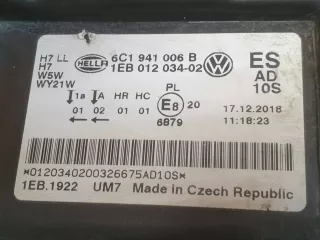 H7 LL
H7
W5W
WY21W
HELLA
6C1 941 006 B
1EB 012 034-02
ES
AD
10S
1a A HR HC PL
01 02 01 01
E8 20
6879
17.12.2018
11:18:23
*0120340200326675AD10S*
1EB.1922 UM7 Made in Czech Republic